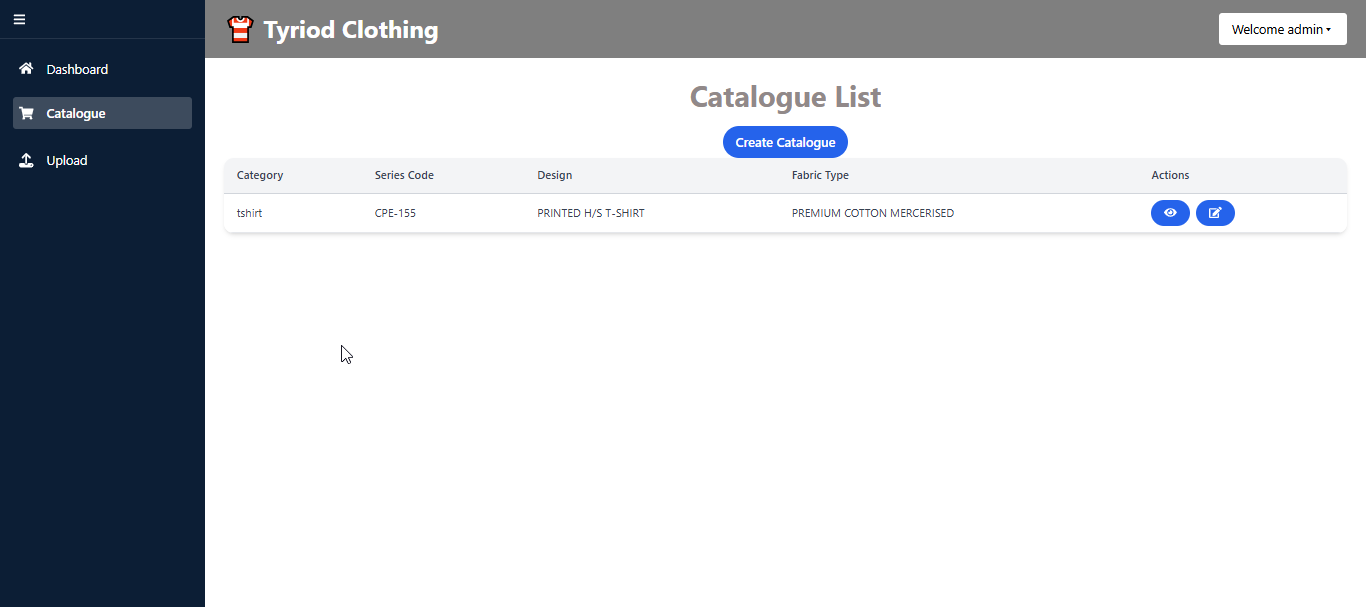 Tyriod Clothing
Welcome admin
Dashboard
Catalogue
Upload
Catalogue List
Create Catalogue
Category Series Code Design Fabric Type Actions
tshirt CPE-155 PRINTED H/S T-SHIRT PREMIUM COTTON MERCERISED